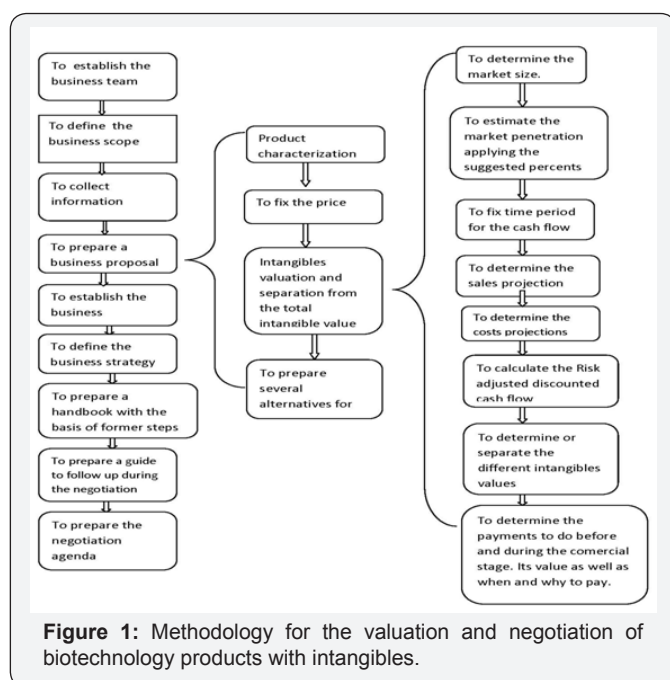 To establish the
business team
To define the
business scope
To collect
information
To prepare a
business proposal
To establish the
business
To define the
business strategy
To prepare a
handbook with the
basis of former steps
To prepare a guide
to follow up during
the negotiation
To prepare the
negotiation
agenda
Product
characterization
To fix the price
Intangibles
valuation and
separation from
the total
intangible value
To prepare
several
alternatives for
To determine the
market size.
To estimate the
market penetration
applying the
suggested percents
To fix time period
for the cash flow
To determine the
sales projection
To determine the
costs projections
To calculate the Risk
adjusted discounted
cash flow
To determine or
separate the
different intangibles
values
To determine the
payments to do before
and during the comercial
stage. Its value as well as
when and why to pay.
Figure 1: Methodology for the valuation and negotiation of
biotechnology products with intangibles.